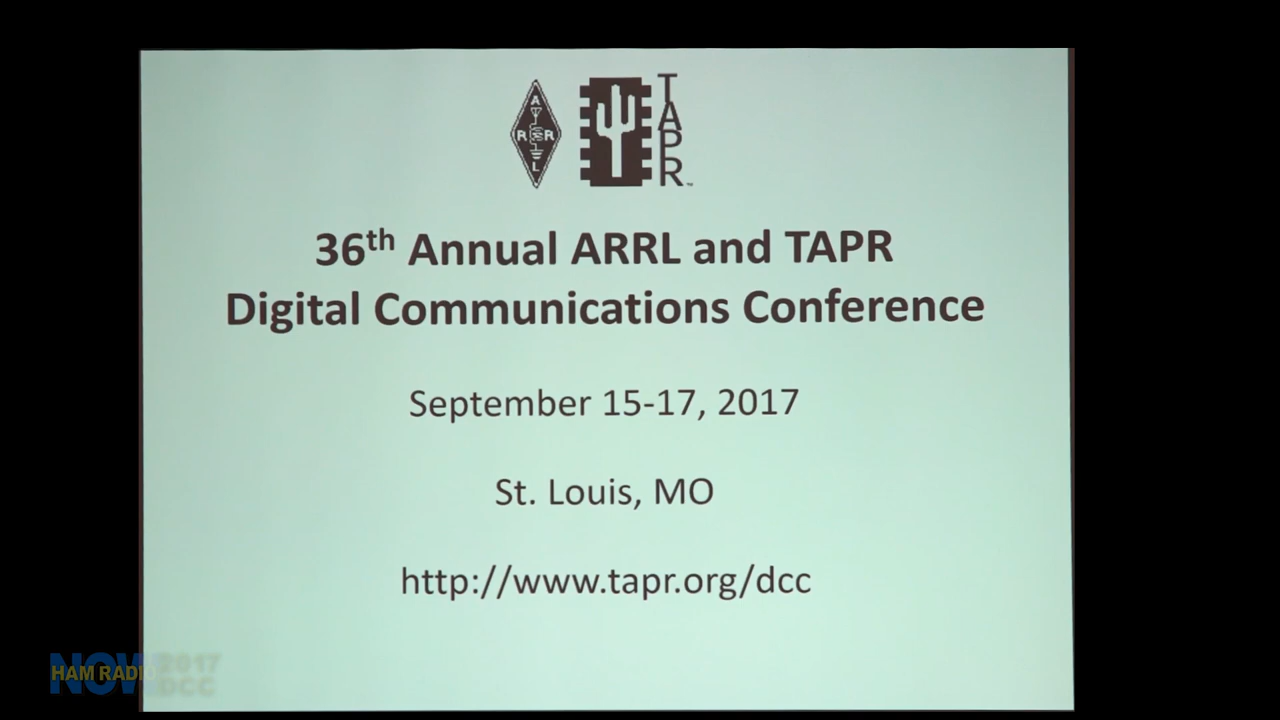 A
R R
L
TAPR
36th Annual ARRL and TAPR
Digital Communications Conference
September 15-17, 2017
St. Louis, MO
http://www.tapr.org/dcc
NOW
HAM RADIO
2017
DCC